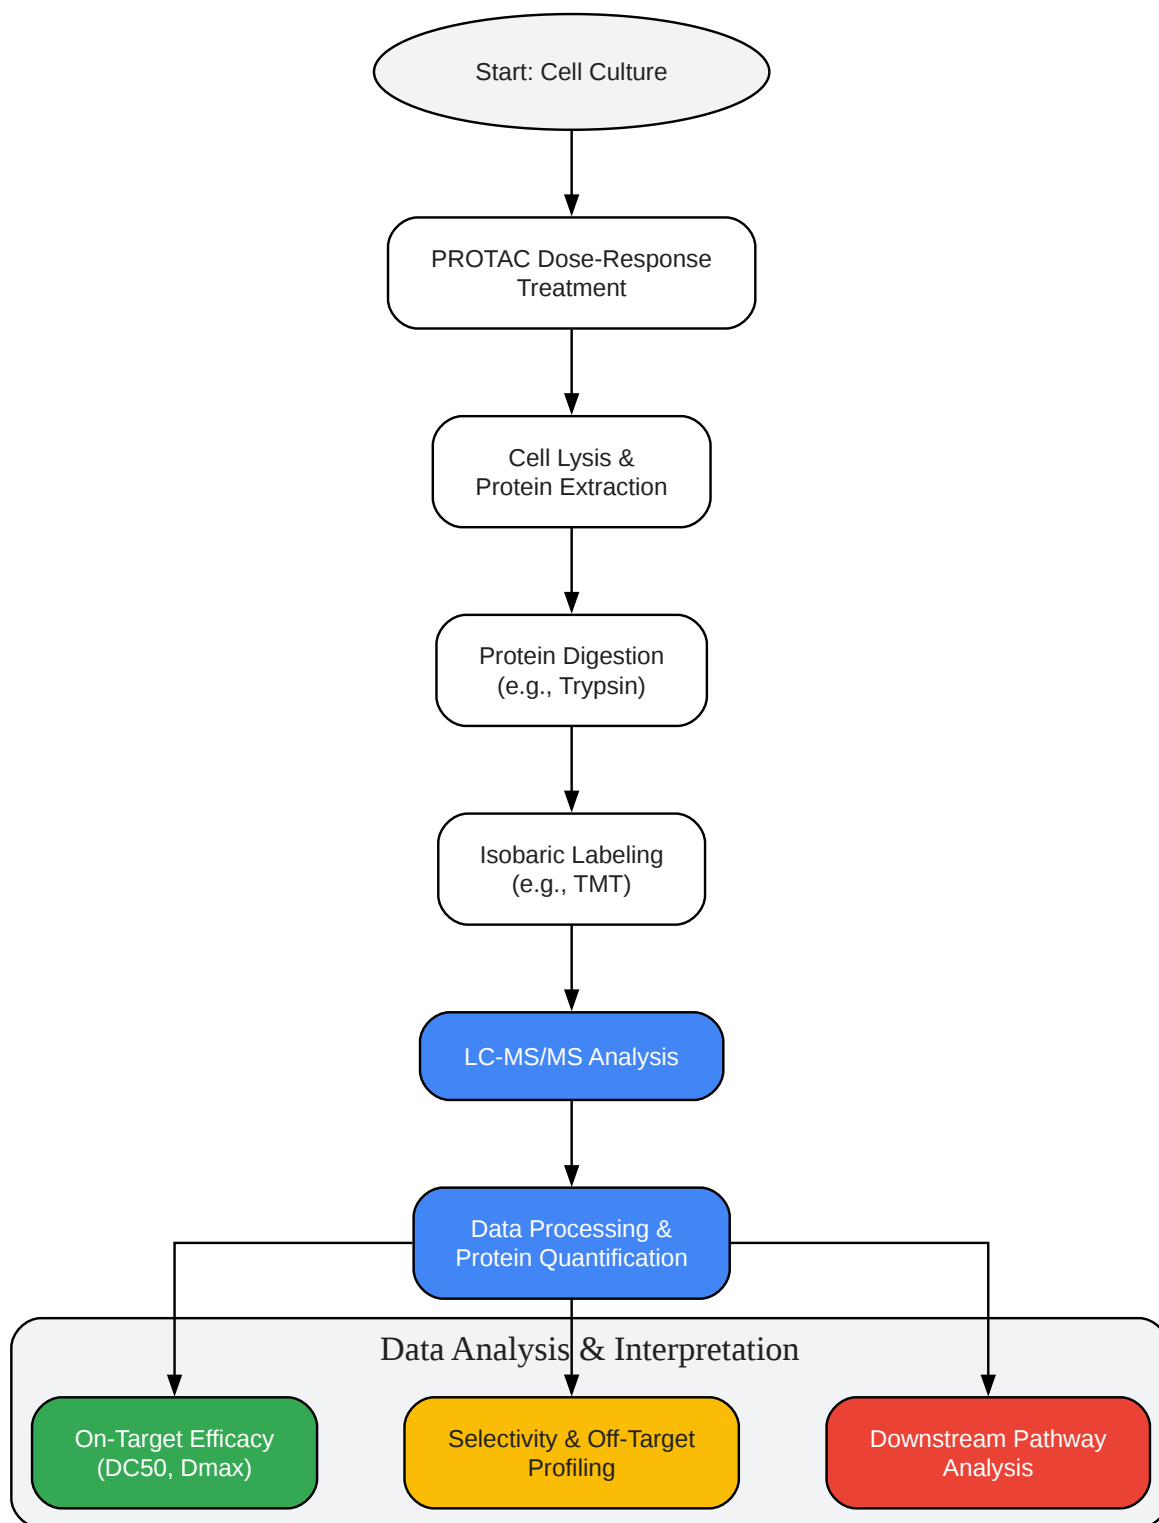 Start: Cell Culture
PROTAC Dose-Response
Treatment
Cell Lysis &
Protein Extraction
Protein Digestion
(e.g., Trypsin)
Isobaric Labeling
(e.g., TMT)
LC-MS/MS Analysis
Data Processing &
Protein Quantification
Data Analysis & Interpretation
On-Target Efficacy
(DC50, Dmax)
Selectivity & Off-Target
Profiling
Downstream Pathway
Analysis